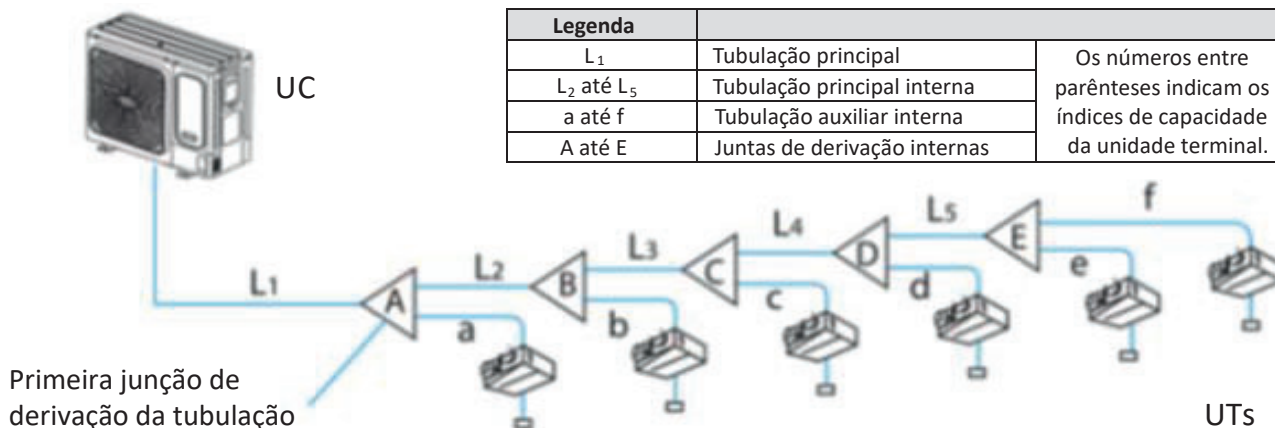 UC
Legenda
L1 Tubulação principal
L2 até L5 Tubulação principal interna
a até f Tubulação auxiliar interna
A até E Juntas de derivação internas
Os números entre
parênteses indicam os
índices de capacidade
da unidade terminal.
L1 A L2 B L3 C L4 D L5 E f
a b c d e
Primeira junção de
derivação da tubulação
UTs